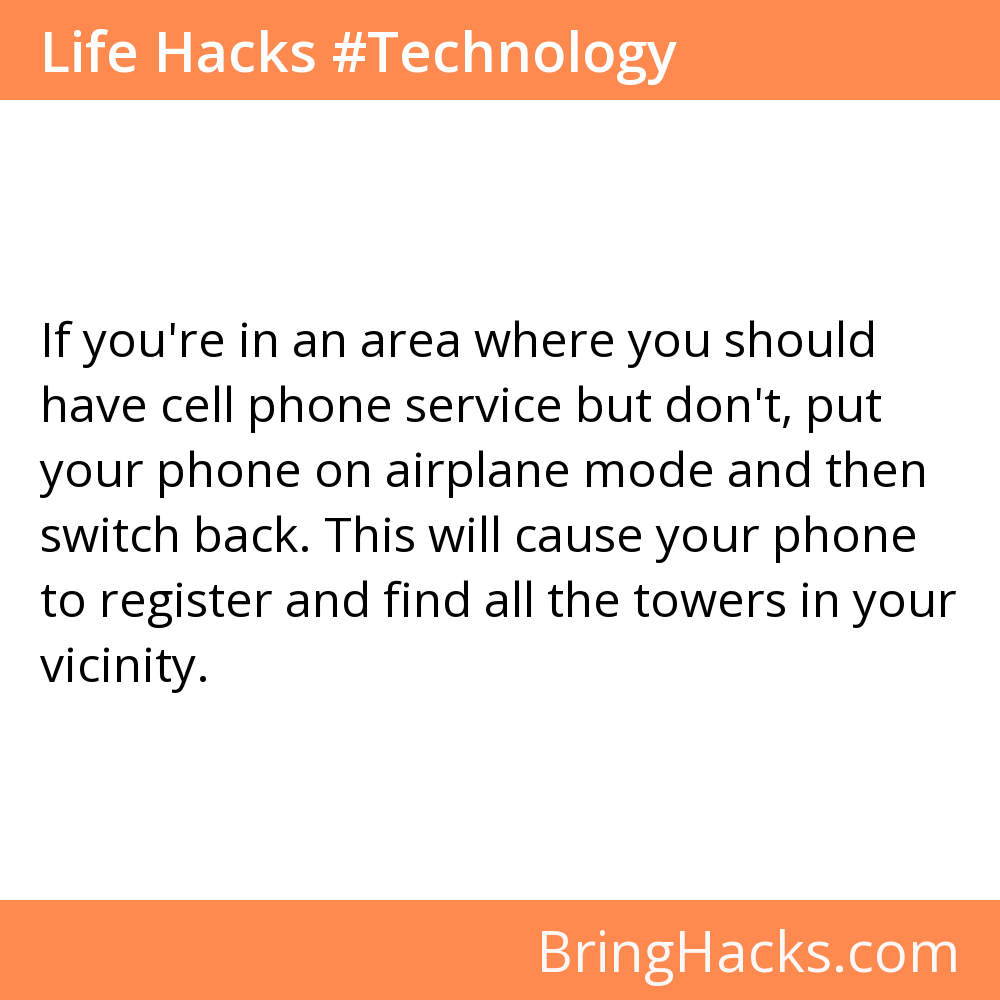 Life Hacks #Technology
If you're in an area where you should
have cell phone service but don't, put
your phone on airplane mode and then
switch back. This will cause your phone
to register and find all the towers in your
vicinity.
BringHacks.com